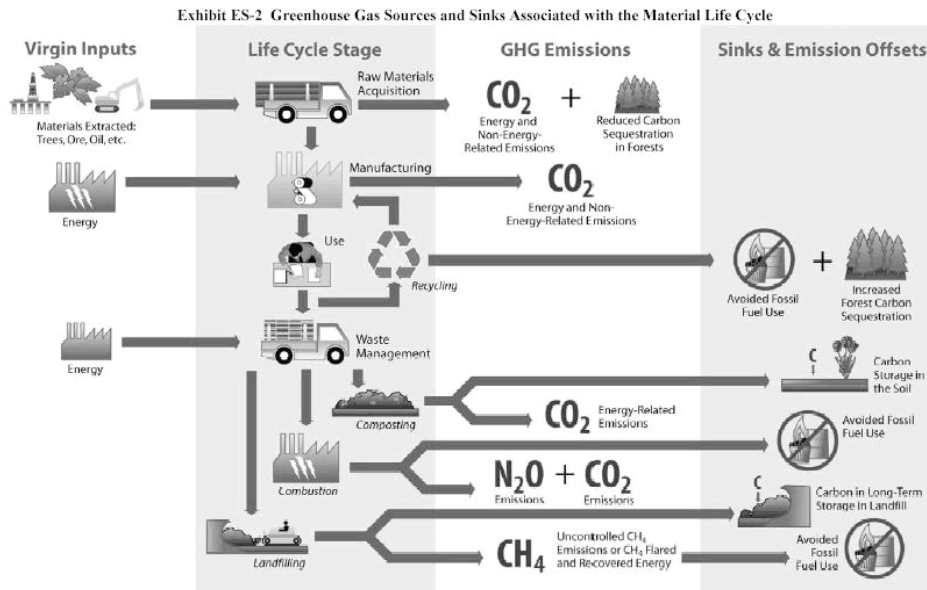 Exhibit ES-2 Greenhouse Gas Sources and Sinks Associated with the Material Life Cycle
Virgin Inputs
Life Cycle Stage
GHG Emissions
Sinks & Emission Offsets
Materials Extracted:
Trees, Ore, Oil, etc.
Raw Materials
Acquisition
CO2
Energy and
Non-Energy-
Related Emissions
+
Reduced Carbon
Sequestration
in Forests
Energy
Manufacturing
CO2
Energy and Non-
Energy-Related Emissions
Use
Recycling
Avoided Fossil
Fuel Use
+
Increased
Forest Carbon
Sequestration
Energy
Waste
Management
Composting
C
Carbon
Storage in
the Soil
CO2
Energy-Related
Emissions
Combustion
Avoided Fossil
Fuel Use
N2O + CO2
Emissions
Emissions
Landfilling
C
Carbon in Long-Term
Storage in Landfill
CH4
Uncontrolled CH4
Emissions or CH4 Flared
and Recovered Energy
Avoided
Fossil
Fuel Use